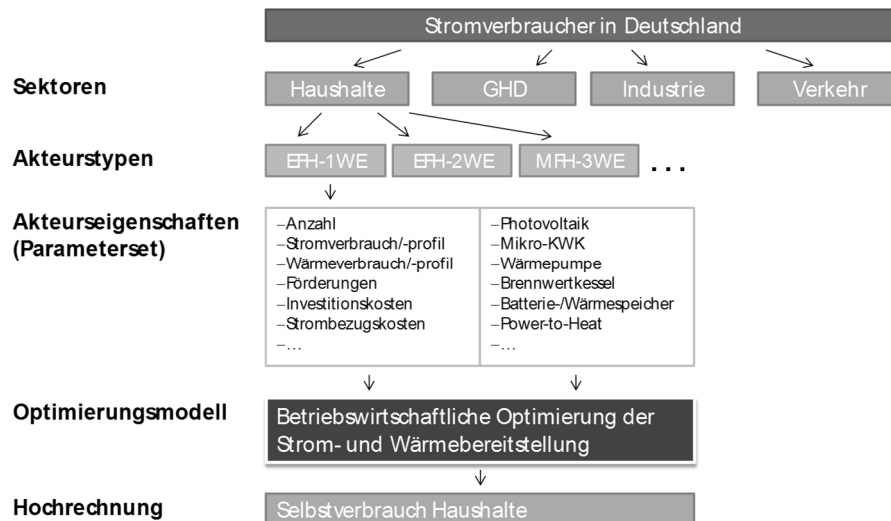 Stromverbraucher in Deutschland
Sektoren
Haushalte
GHD
Industrie
Verkehr
Akteurstypen
EFH-1WE
EFH-2WE
MFH-3WE
...
Akteurseigenschaften
(Parameterset)
–Anzahl
–Stromverbrauch/-profil
–Wärmeverbrauch/-profil
–Förderungen
–Investitionskosten
–Strombezugskosten
–...
–Photovoltaik
–Mikro-KWK
–Wärmepumpe
–Brennwertkessel
–Batterie-/Wärmespeicher
–Power-to-Heat
–...
Optimierungsmodell
Betriebswirtschaftliche Optimierung der
Strom- und Wärmebereitstellung
Hochrechnung
Selbstverbrauch Haushalte